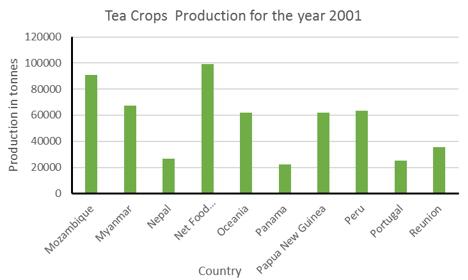 Tea Crops Production for the year 2001
Production in tonnes
120000
100000
80000
60000
40000
20000
0
Mozambique
Myanmar
Nepal
Net Food...
Oceania
Panama
Papua New Guinea
Peru
Portugal
Reunion
Country